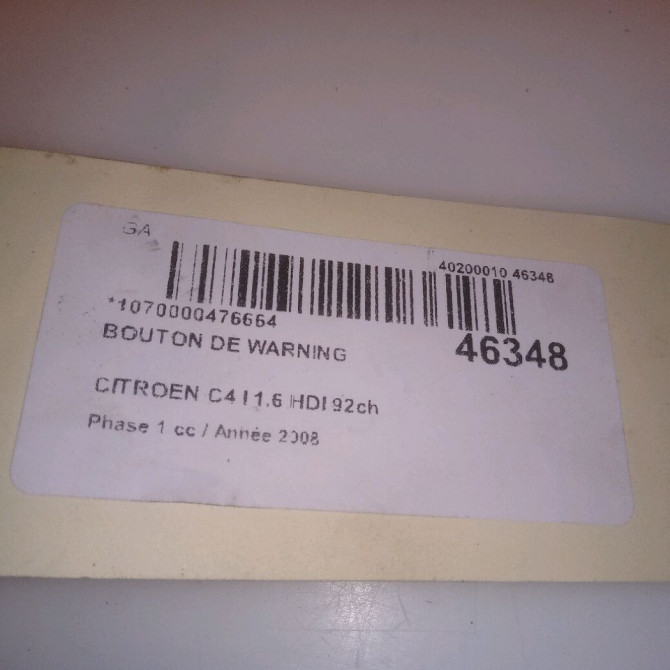 GA
40200010 46348
*1070000476664
46348
BOUTON DE WARNING
CITROEN C4 I 1.6 HDI 92ch
Phase 1 cc / Année 2008